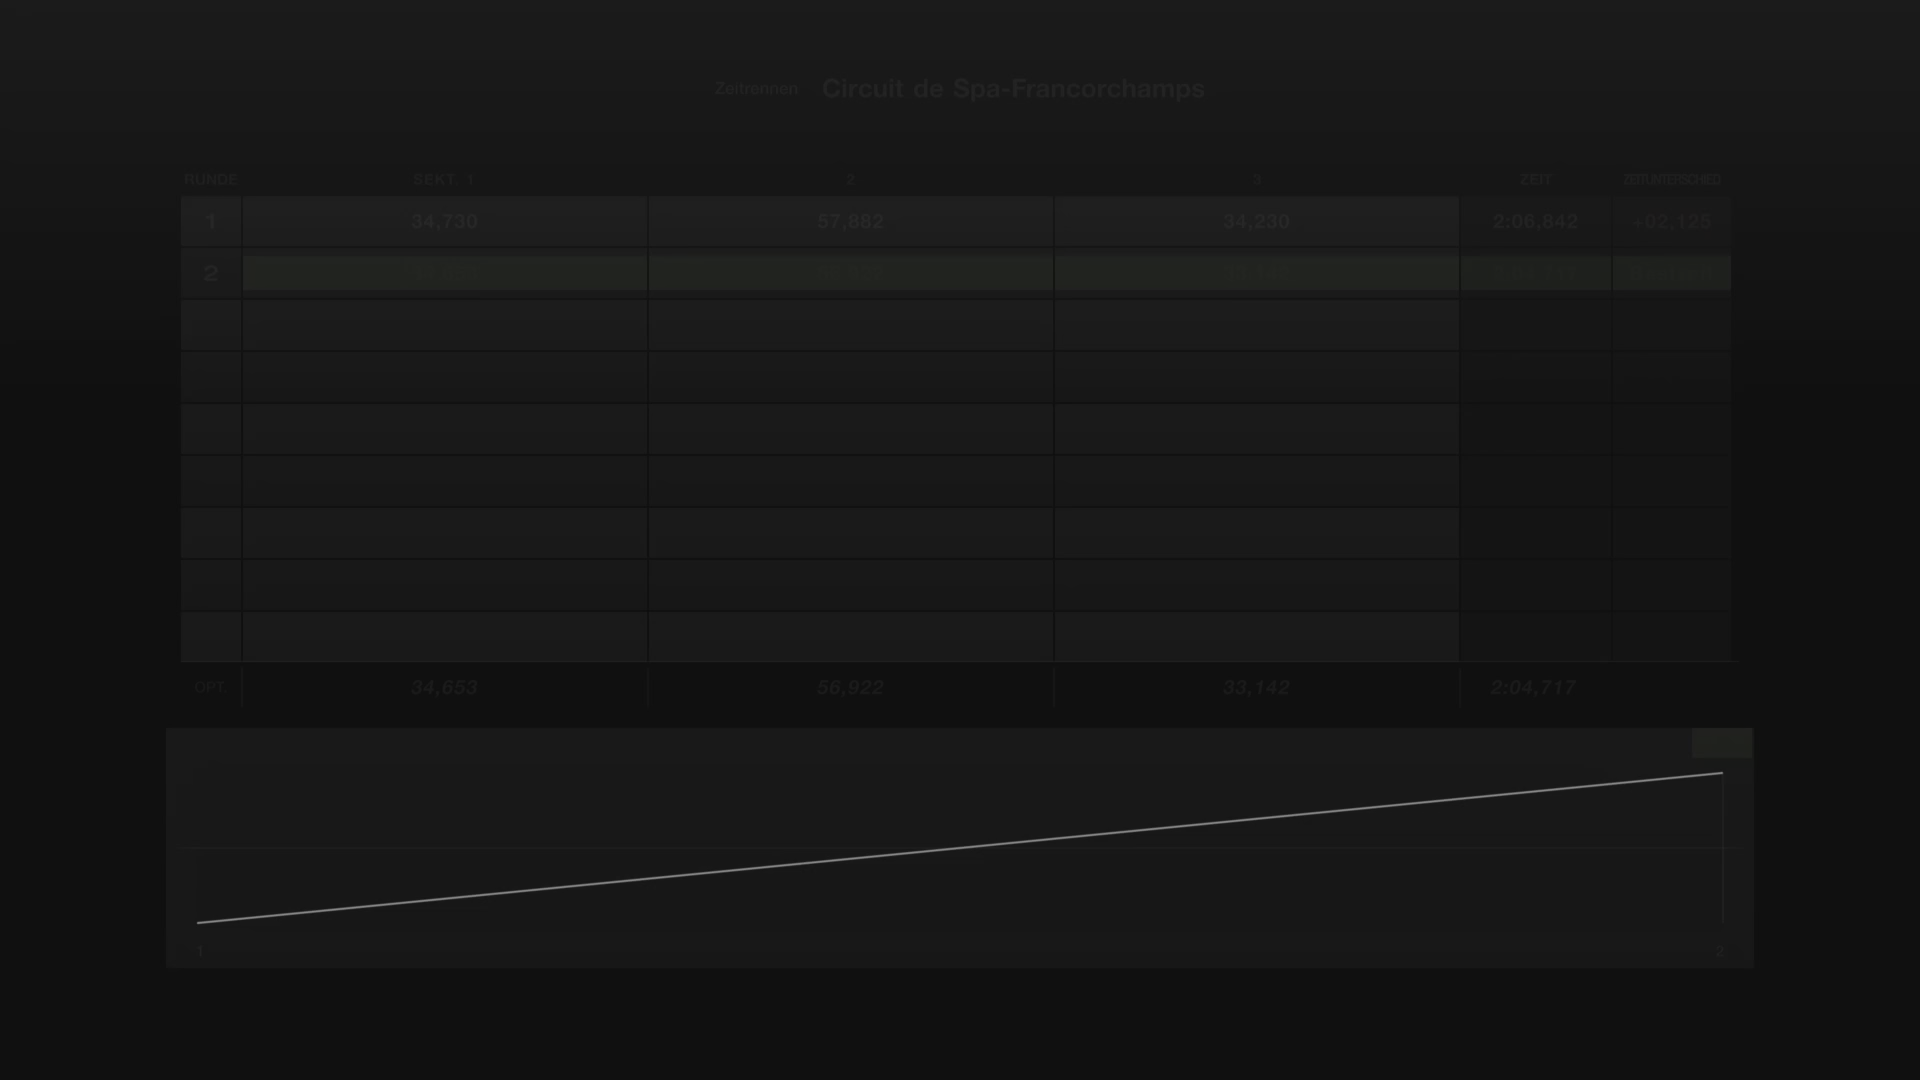 Zeitrennen Circuit de Spa-Francorchamps
RUNDE SEKT 1 2 3 ZEIT ZEITUNTERSCHIED
1 34,730 57,882 34,230 2:06,842 +02,125
2
OPT. 34,653 56,922 33,142 2:04,717
1 2